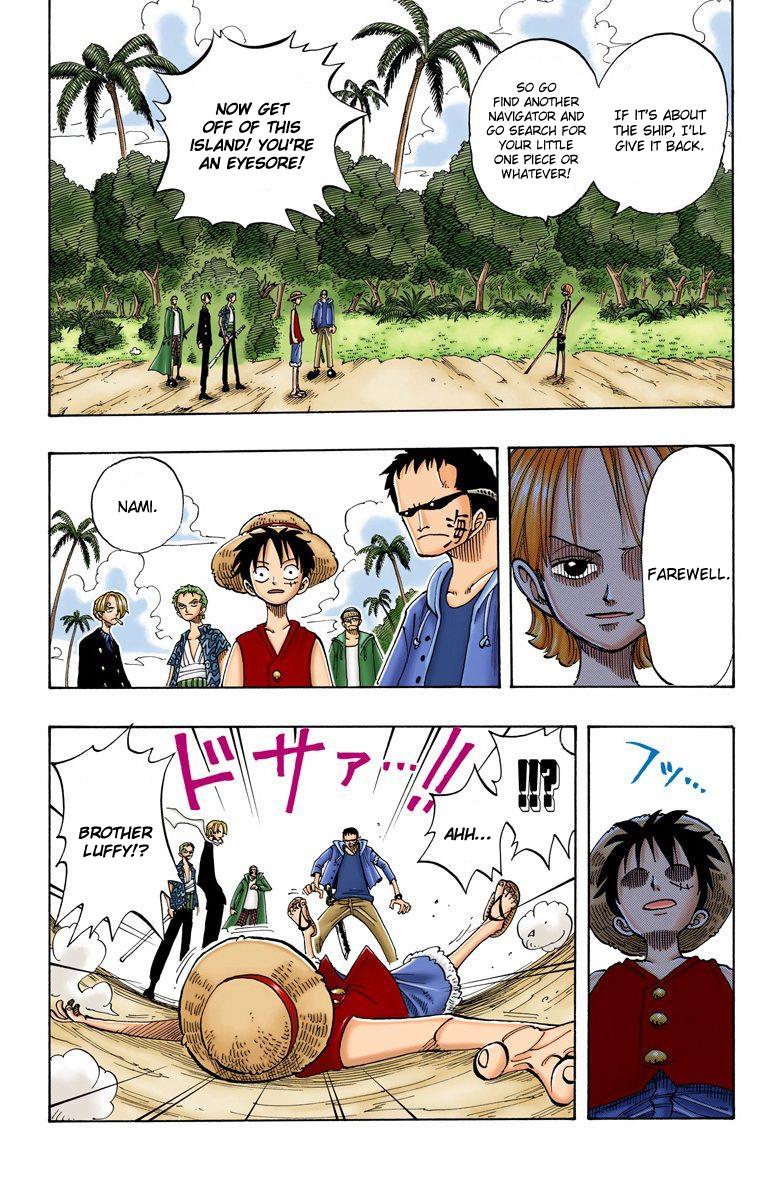 IF IT'S ABOUT
THE SHIP, I'LL
GIVE IT BACK.
SO GO
FIND ANOTHER
NAVIGATOR AND
GO SEARCH FOR
YOUR LITTLE
ONE PIECE OR
WHATEVER!
NOW GET
OFF OF THIS
ISLAND! YOU'RE
AN EYESORE!
FAREWELL.
NAMI.
フッ…
!!?
AHH...
ドサァ…!!
BROTHER
LUFFY!?